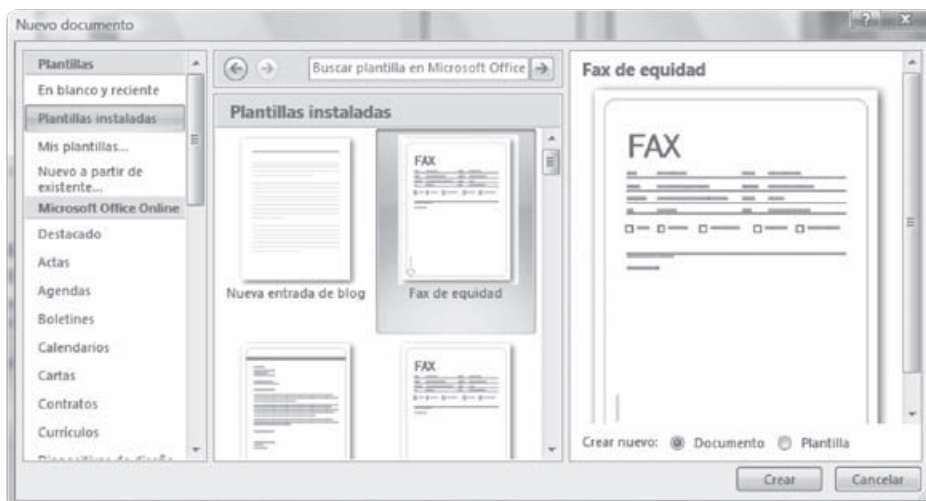 Nuevo documento
Plantillas
En blanco y reciente
Plantillas instaladas
Mis plantillas...
Nuevo a partir de
existente...
Microsoft Office Online
Destacado
Actas
Agendas
Boletines
Calendarios
Cartas
Contratos
Currículos
Buscar plantilla en Microsoft Office
Plantillas instaladas
FAX
Nueva entrada de blog
Fax de equidad
FAX
Fax de equidad
FAX
Crear nuevo: Documento Plantilla
Crear Cancelar